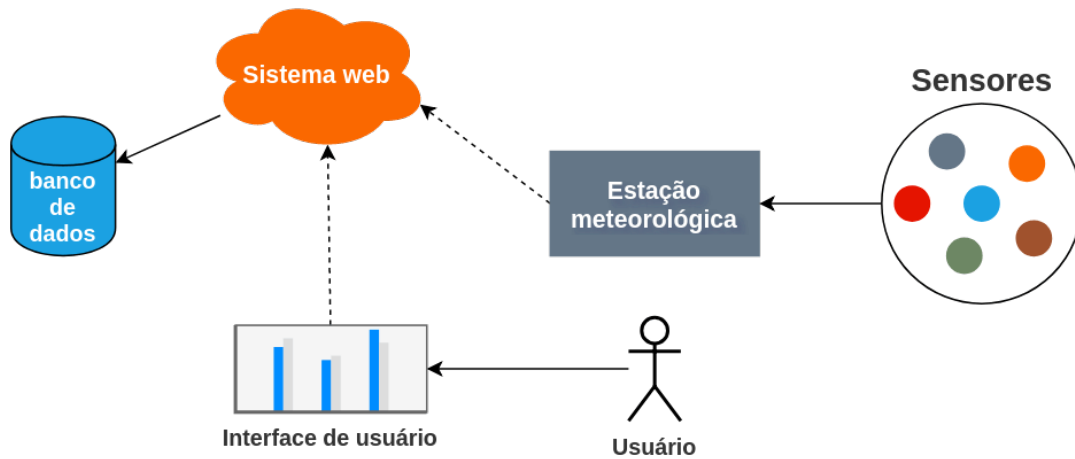 Sistema web
Sensores
banco
de
dados
Estação
meteorológica
Interface de usuário
Usuário